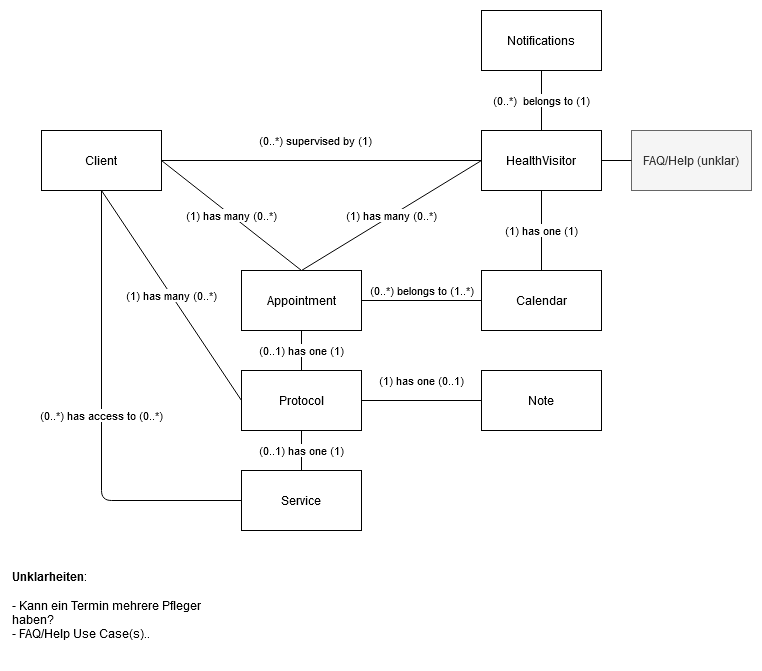 Notifications
(0..*)  belongs to (1)
Client
(0..*) supervised by (1)
HealthVisitor
FAQ/Help (unklar)
(1) has many (0..*)
(1) has many (0..*)
(1) has one (1)
(1) has many (0..*)
Appointment
(0..*) belongs to (1..*)
Calendar
(0..1) has one (1)
Protocol
(1) has one (0..1)
Note
(0..*) has access to (0..*)
(0..1) has one (1)
Service
Unklarheiten:
- Kann ein Termin mehrere Pfleger
haben?
- FAQ/Help Use Case(s)..